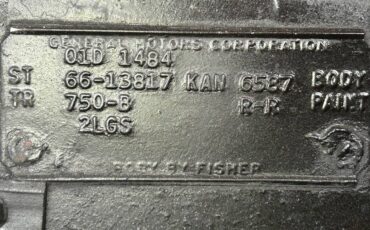 GENERAL MOTORS CORPORATION
01D 1484
ST 66-13817 KAN 6587 BODY
TR 750-B R-R PAINT
2LGS
BODY BY FISHER